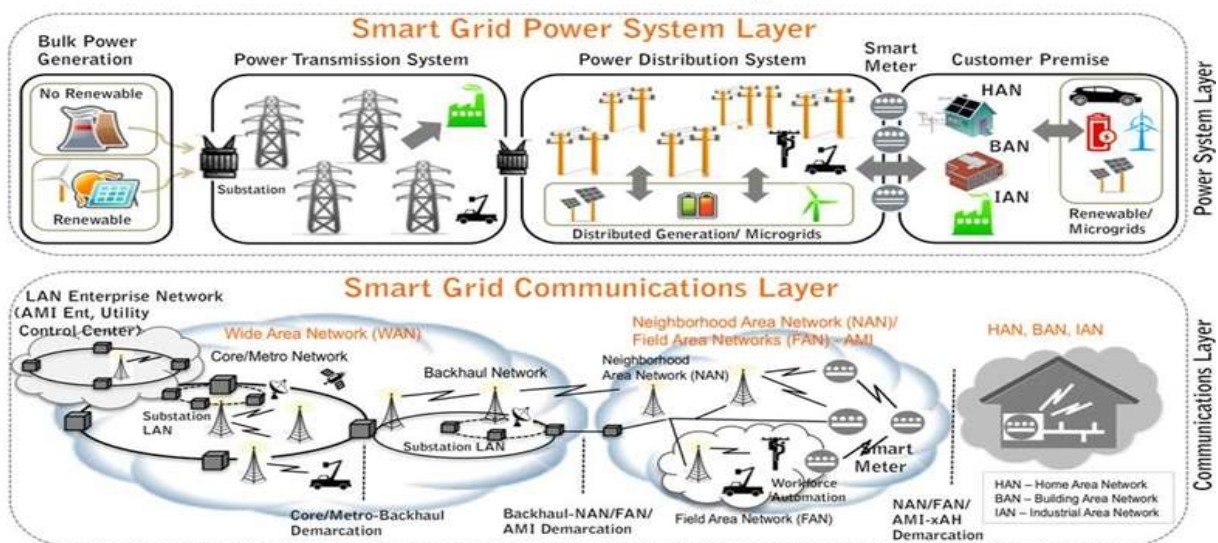 Smart Grid Power System Layer
Bulk Power
Generation
Power Transmission System
Power Distribution System
Smart
Meter
Customer Premise
No Renewable
Renewable
Substation
Distributed Generation/ Microgrids
HAN
BAN
IAN
Renewable/
Microgrids
Power System Layer
Smart Grid Communications Layer
LAN Enterprise Network
(AMI Ent, Utility
Control Center)
Wide Area Network (WAN)
Core/Metro Network
Backhaul Network
Substation
LAN
Substation LAN
Core/Metro-Backhaul
Demarcation
Backhaul-NAN/FAN/
AMI Demarcation
Neighborhood Area Network (NAN)/
Field Area Networks (FAN) - AMI
Neighborhood
Area Network (NAN)
Smart
Meter
Workforce
Automation
Field Area Network (FAN)
NAN/FAN/
AMI-xAH
Demarcation
HAN, BAN, IAN
HAN – Home Area Network
BAN – Building Area Network
IAN – Industrial Area Network
Communications Layer